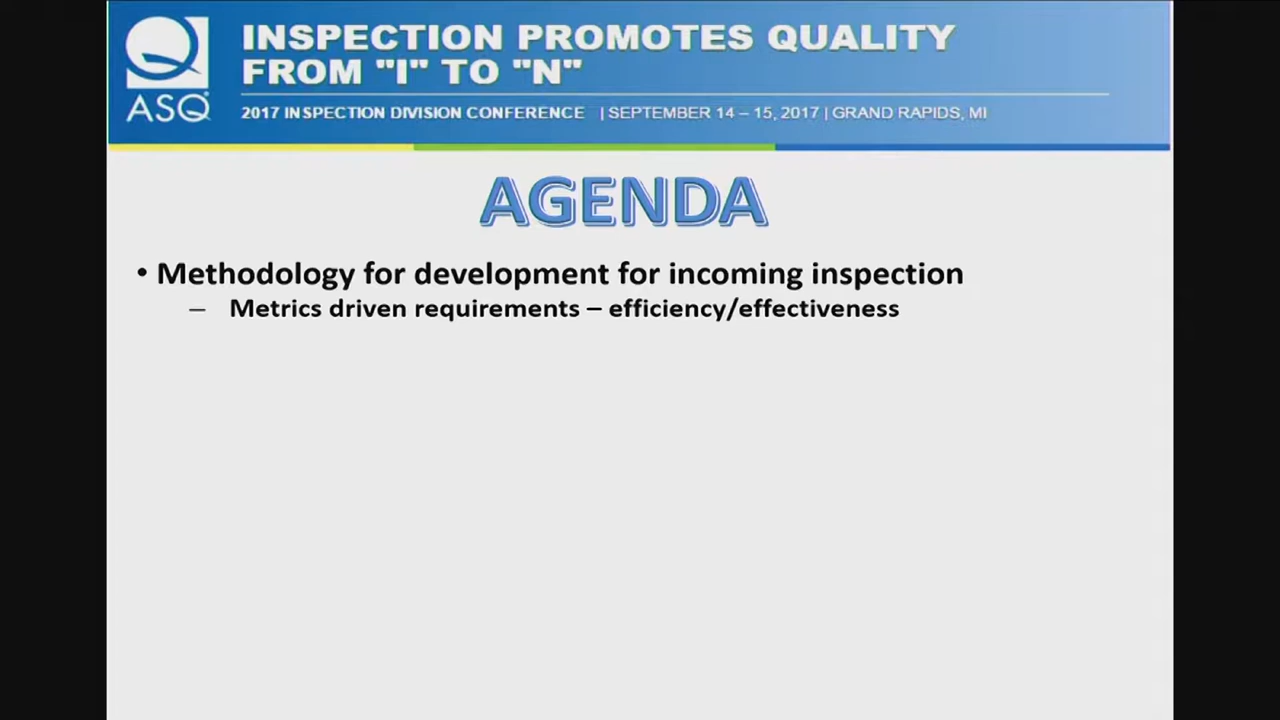 INSPECTION PROMOTES QUALITY
FROM "I" TO "N"
ASQ
2017 INSPECTION DIVISION CONFERENCE | SEPTEMBER 14 – 15, 2017 | GRAND RAPIDS, MI
AGENDA
• Methodology for development for incoming inspection
– Metrics driven requirements – efficiency/effectiveness